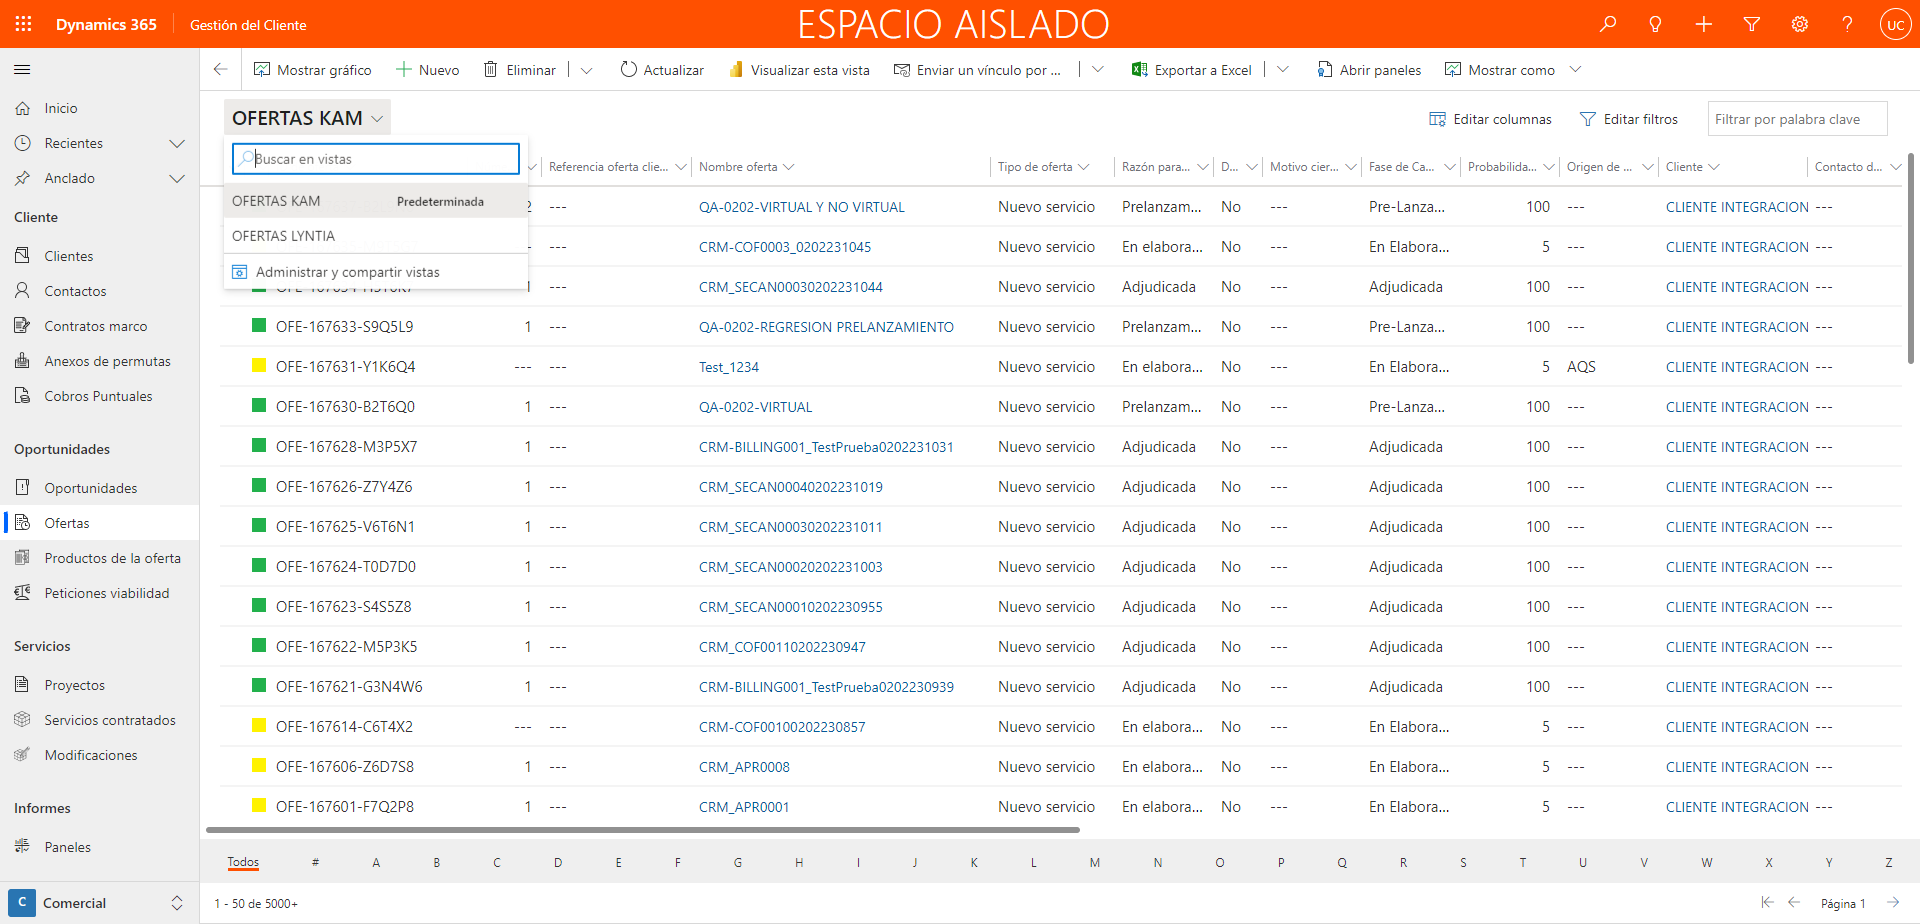 Dynamics 365 Gestión del Cliente ESPACIO AISLADO UC
Mostrar gráfico Nuevo Eliminar Actualizar Visualizar esta vista Enviar un vínculo por ... Exportar a Excel Abrir paneles Mostrar como
Inicio
Recientes
Anclado
Cliente
Clientes
Contactos
Contratos marco
Anexos de permutas
Cobros Puntuales
Oportunidades
Oportunidades
Ofertas
Productos de la oferta
Peticiones viabilidad
Servicios
Proyectos
Servicios contratados
Modificaciones
Informes
Paneles
C Comercial
OFERTAS KAM Editar columnas Editar filtros Filtrar por palabra clave
Buscar en vistas
OFERTAS KAM Predeterminada
OFERTAS LYNTIA
Administrar y compartir vistas
Referencia oferta clie... Nombre oferta Tipo de oferta Razón para... D... Motivo cier... Fase de Ca... Probabilida... Origen de ... Cliente Contacto d...
2 --- QA-0202-VIRTUAL Y NO VIRTUAL Nuevo servicio Prelanzam... No --- Pre-Lanza... 100 --- CLIENTE INTEGRACION ---
--- CRM-COF0003_0202231045 Nuevo servicio En elabora... No --- En Elabora... 5 --- CLIENTE INTEGRACION ---
1 --- CRM_SECAN00030202231044 Nuevo servicio Adjudicada No --- Adjudicada 100 --- CLIENTE INTEGRACION ---
OFE-167633-S9Q5L9 1 --- QA-0202-REGRESION PRELANZAMIENTO Nuevo servicio Prelanzam... No --- Pre-Lanza... 100 --- CLIENTE INTEGRACION ---
OFE-167631-Y1K6Q4 --- --- Test_1234 Nuevo servicio En elabora... No --- En Elabora... 5 AQS CLIENTE INTEGRACION ---
OFE-167630-B2T6Q0 1 --- QA-0202-VIRTUAL Nuevo servicio Prelanzam... No --- Pre-Lanza... 100 --- CLIENTE INTEGRACION ---
OFE-167628-M3P5X7 1 --- CRM-BILLING001_TestPrueba0202231031 Nuevo servicio Adjudicada No --- Adjudicada 100 --- CLIENTE INTEGRACION ---
OFE-167626-Z7Y4Z6 1 --- CRM_SECAN00040202231019 Nuevo servicio Adjudicada No --- Adjudicada 100 --- CLIENTE INTEGRACION ---
OFE-167625-V6T6N1 1 --- CRM_SECAN00030202231011 Nuevo servicio Adjudicada No --- Adjudicada 100 --- CLIENTE INTEGRACION ---
OFE-167624-T0D7D0 1 --- CRM_SECAN00020202231003 Nuevo servicio Adjudicada No --- Adjudicada 100 --- CLIENTE INTEGRACION ---
OFE-167623-S4S5Z8 1 --- CRM_SECAN00010202230955 Nuevo servicio Adjudicada No --- Adjudicada 100 --- CLIENTE INTEGRACION ---
OFE-167622-M5P3K5 1 --- CRM_COF00110202230947 Nuevo servicio Adjudicada No --- Adjudicada 100 --- CLIENTE INTEGRACION ---
OFE-167621-G3N4W6 1 --- CRM-BILLING001_TestPrueba0202230939 Nuevo servicio Adjudicada No --- Adjudicada 100 --- CLIENTE INTEGRACION ---
OFE-167614-C6T4X2 --- --- CRM-COF00100202230857 Nuevo servicio En elabora... No --- En Elabora... 5 --- CLIENTE INTEGRACION ---
OFE-167606-Z6D7S8 1 --- CRM_APR0008 Nuevo servicio En elabora... No --- En Elabora... 5 --- CLIENTE INTEGRACION ---
OFE-167601-F7Q2P8 1 --- CRM_APR0001 Nuevo servicio En elabora... No --- En Elabora... 5 --- CLIENTE INTEGRACION ---
Todos # A B C D E F G H I J K L M N O P Q R S T U V W X Y Z
1 - 50 de 5000+ Página 1